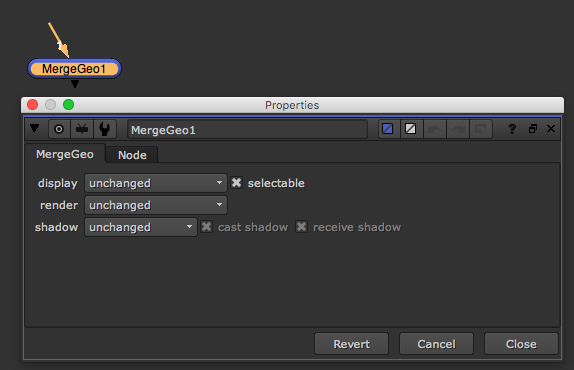 1
MergeGeo1
Properties
MergeGeo1
?
MergeGeo Node
display unchanged selectable
render unchanged
shadow unchanged cast shadow receive shadow
Revert Cancel Close